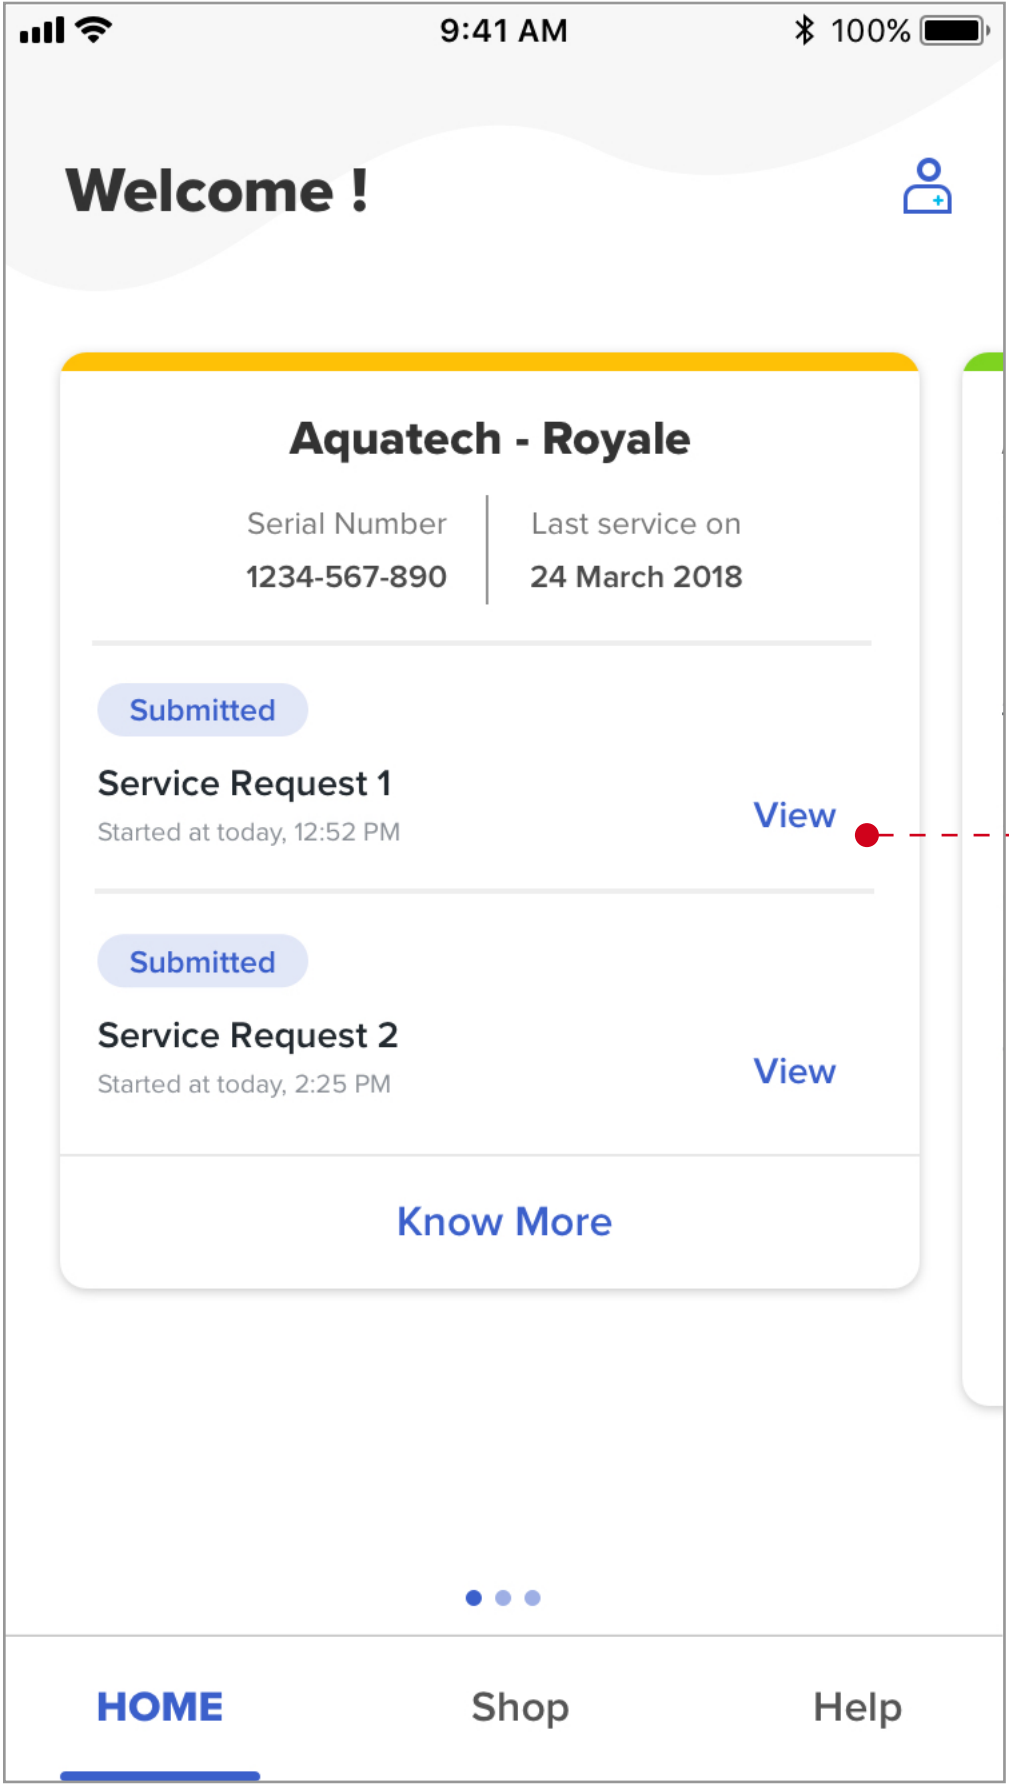 9:41 AM
100%
Welcome !
Aquatech - Royale
Serial Number
Last service on
1234-567-890
24 March 2018
Submitted
Service Request 1
Started at today, 12:52 PM
View
Submitted
Service Request 2
Started at today, 2:25 PM
View
Know More
HOME
Shop
Help